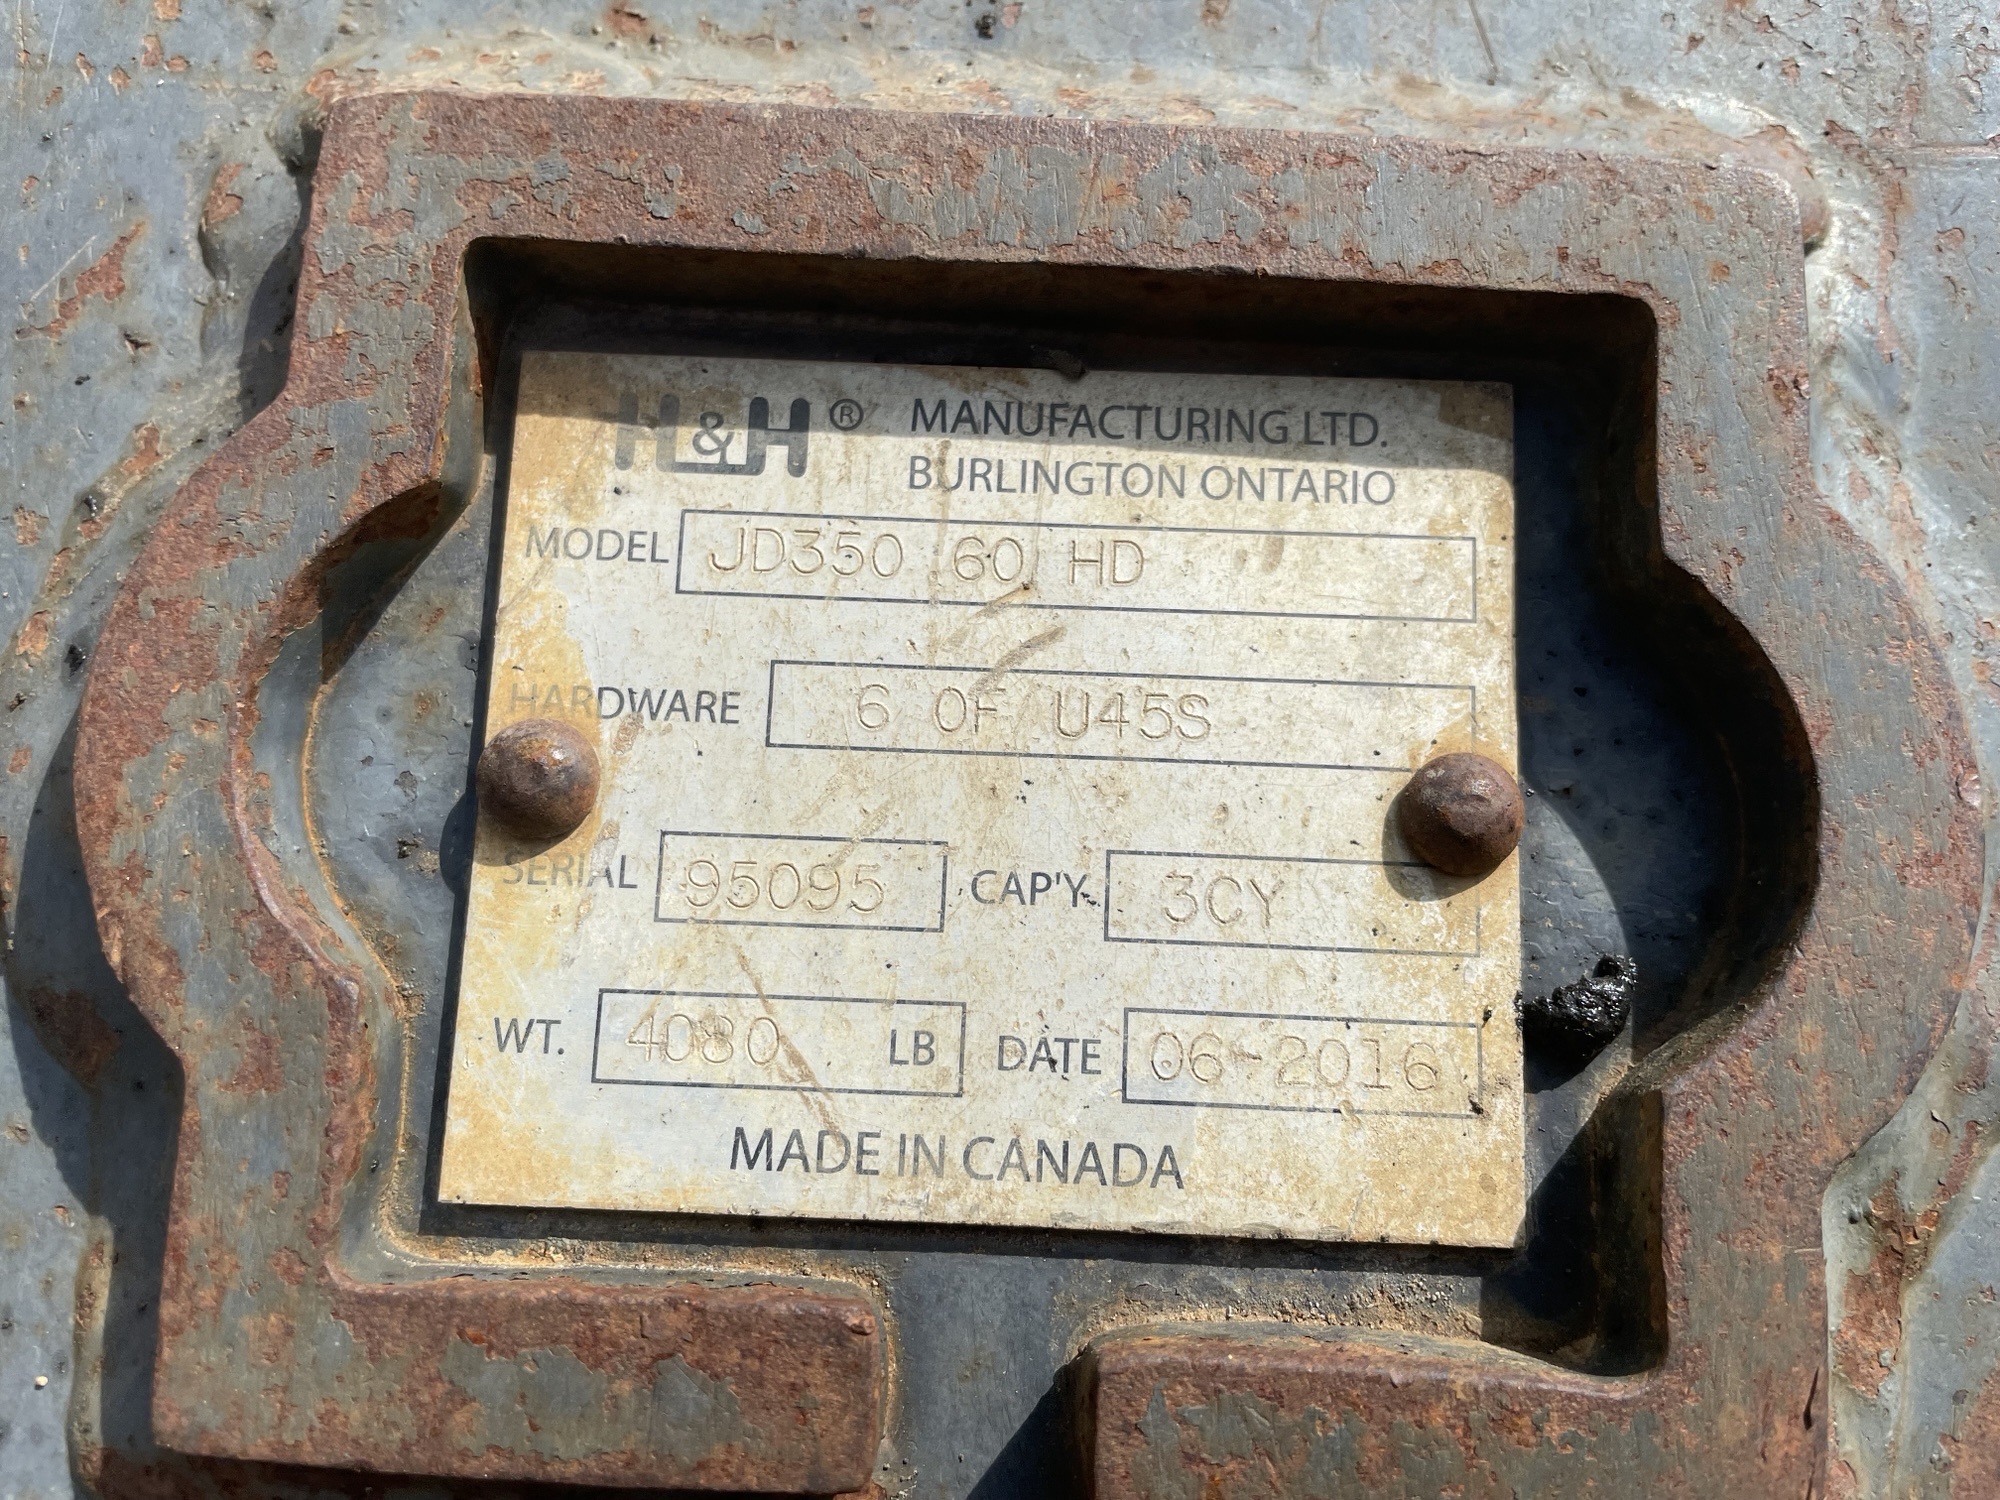 H&H ® MANUFACTURING LTD.
BURLINGTON ONTARIO
MODEL JD350 60 HD
HARDWARE 6 OF U45S
SERIAL 95095 CAP'Y. 3CY
WT. 4080 LB DATE 06-2016
MADE IN CANADA